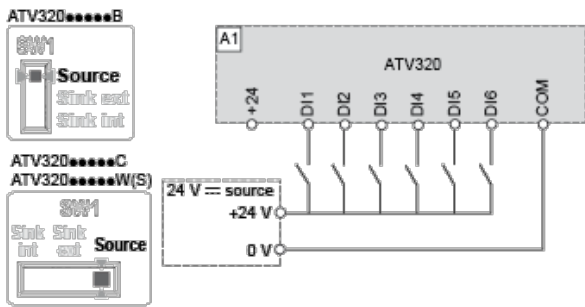 ATV320●●●●●B
SW1
Source
Sink ext
Sink int
ATV320●●●●●C
ATV320●●●●●W(S)
SW1
Sink int
Sink ext
Source
A1
ATV320
+24
DI1
DI2
DI3
DI4
DI5
DI6
COM
24 V ⎓ source
+24 V
0 V